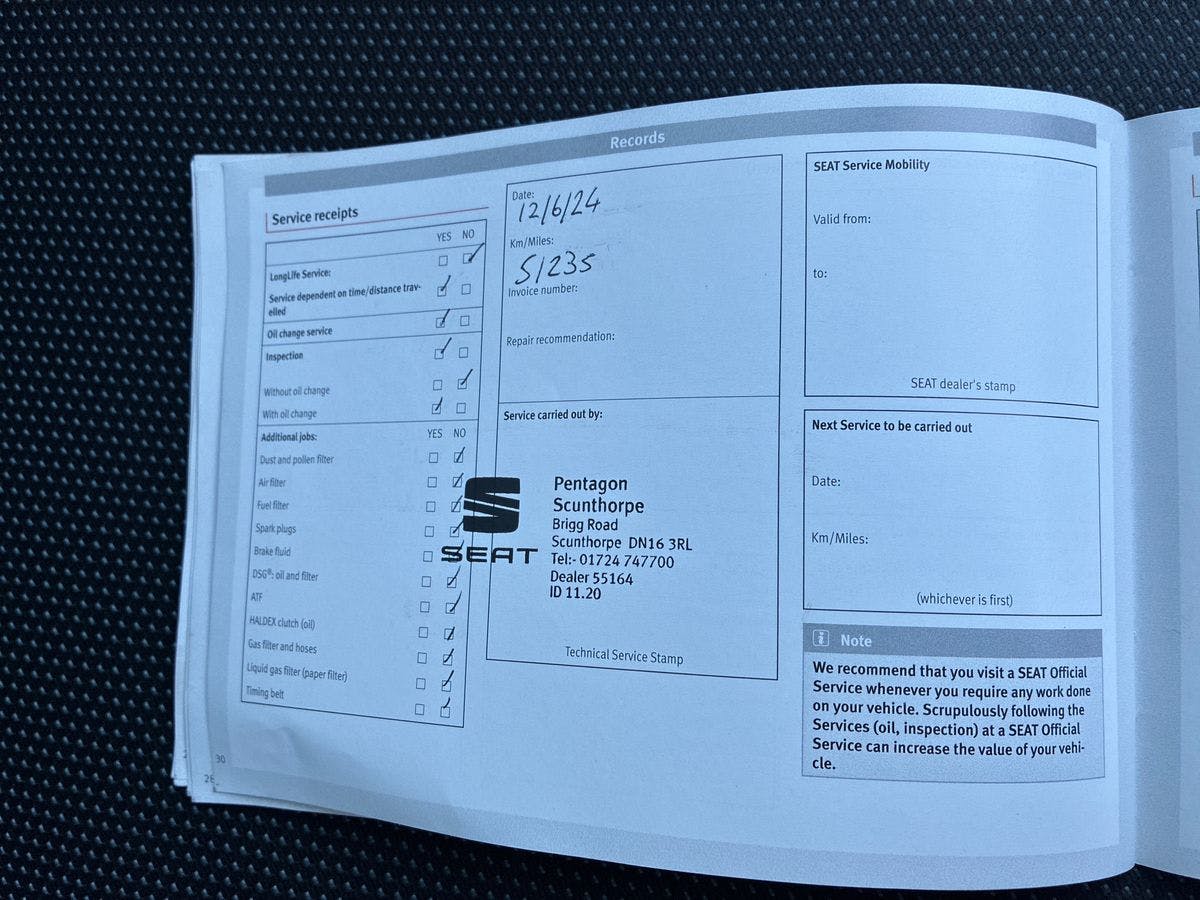 Records
Service receipts
YES NO
LongLife Service:
Service dependent on time/distance trav-
elled
Oil change service
Inspection
Without oil change
With oil change
Additional jobs:
YES NO
Dust and pollen filter
Air filter
Fuel filter
Spark plugs
Brake fluid
DSG®: oil and filter
ATF
HALDEX clutch (oil)
Gas filter and hoses
Liquid gas filter (paper filter)
Timing belt
30
Date:
12/6/24
Km/Miles:
51235
Invoice number:
Repair recommendation:
Service carried out by:
SEAT
Pentagon
Scunthorpe
Brigg Road
Scunthorpe DN16 3RL
Tel:- 01724 747700
Dealer 55164
ID 11.20
Technical Service Stamp
SEAT Service Mobility
Valid from:
to:
SEAT dealer's stamp
Next Service to be carried out
Date:
Km/Miles:
(whichever is first)
Note
We recommend that you visit a SEAT Official
Service whenever you require any work done
on your vehicle. Scrupulously following the
Services (oil, inspection) at a SEAT Official
Service can increase the value of your vehi-
cle.